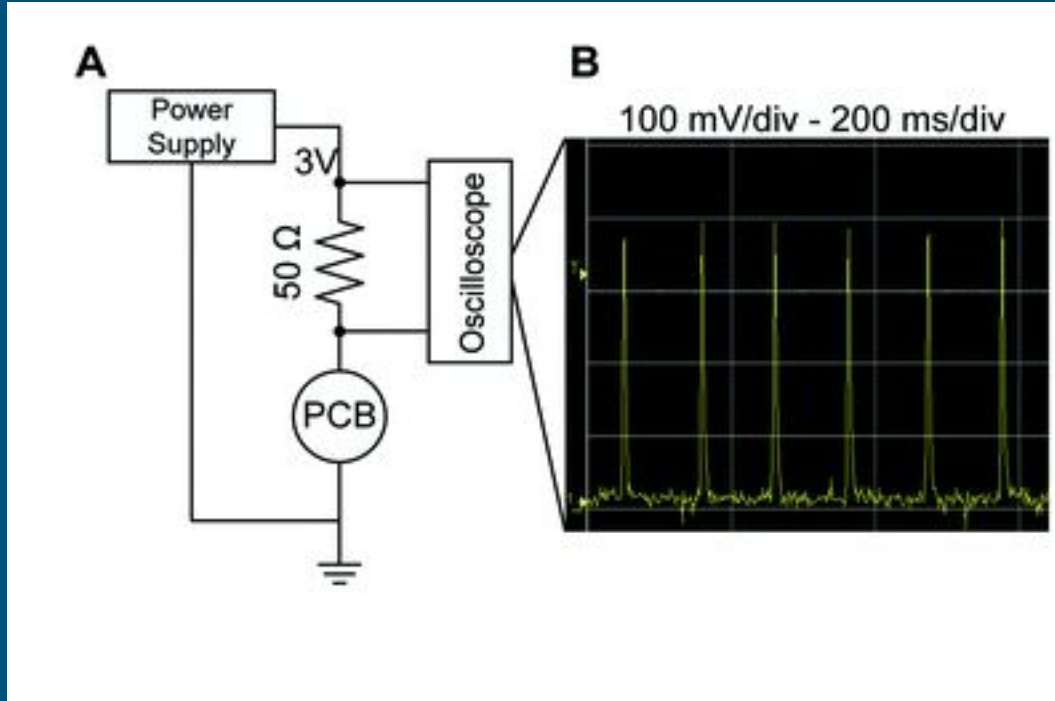 A
B
Power
Supply
100 mV/div - 200 ms/div
3V
50 Ω
Oscilloscope
PCB